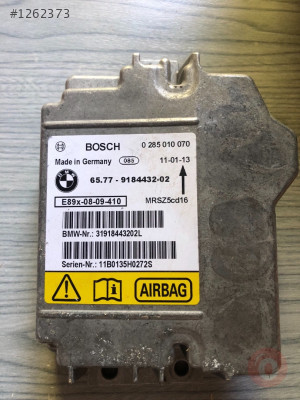 #1262373
BOSCH 0 285 010 070
Made in Germany 085 11-01-13
65.77 - 9184432-02
E89x-08-09-410 MRSZ5cd16
BMW-Nr.: 31918443202L
Serien-Nr.: 11B0135H0272S
AIRBAG